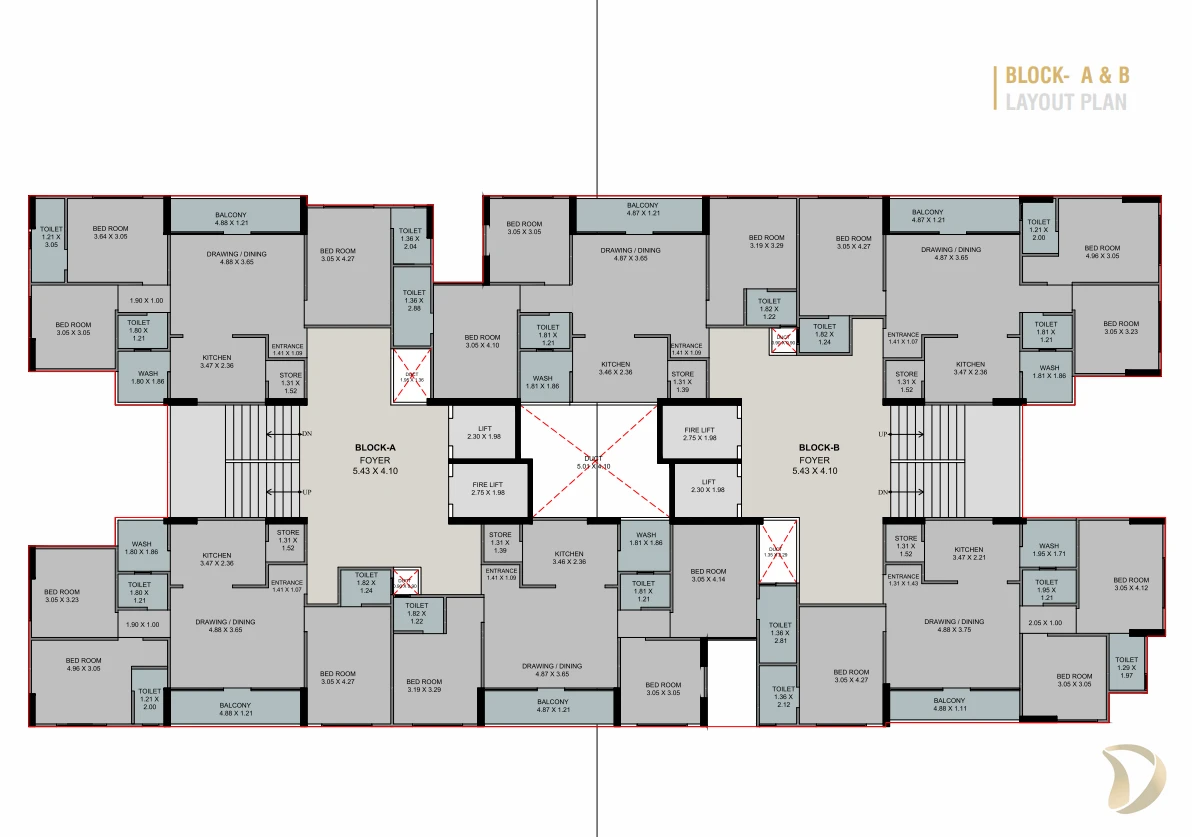 BLOCK- A & B
LAYOUT PLAN
TOILET
1.21 X
3.05
BED ROOM
3.64 X 3.05
BALCONY
4.88 X 1.21
DRAWING / DINING
4.88 X 3.65
BED ROOM
3.05 X 4.27
TOILET
1.36 X
2.04
TOILET
1.36 X
2.88
BED ROOM
3.05 X 3.05
1.90 X 1.00
TOILET
1.80 X
1.21
WASH
1.80 X 1.86
KITCHEN
3.47 X 2.36
ENTRANCE
1.41 X 1.09
STORE
1.31 X
1.52
DUCT
BED ROOM
3.05 X 3.05
BALCONY
4.87 X 1.21
DRAWING / DINING
4.87 X 3.65
BED ROOM
3.19 X 3.29
BED ROOM
3.05 X 4.10
TOILET
1.81 X
1.21
WASH
1.81 X 1.86
KITCHEN
3.46 X 2.36
ENTRANCE
1.41 X 1.09
STORE
1.31 X
1.39
TOILET
1.82 X
1.22
DUCT
BED ROOM
3.05 X 4.27
TOILET
1.82 X
1.24
BALCONY
4.87 X 1.21
DRAWING / DINING
4.87 X 3.65
TOILET
1.21 X
2.00
BED ROOM
4.96 X 3.05
BED ROOM
3.05 X 3.23
TOILET
1.81 X
1.21
WASH
1.81 X 1.86
ENTRANCE
1.41 X 1.07
KITCHEN
3.47 X 2.36
STORE
1.31 X
1.52
DN
UP
BLOCK-A
FOYER
5.43 X 4.10
LIFT
2.30 X 1.98
FIRE LIFT
2.75 X 1.98
DUCT
5.01 X 4.10
FIRE LIFT
2.75 X 1.98
LIFT
2.30 X 1.98
BLOCK-B
FOYER
5.43 X 4.10
UP
DN
WASH
1.80 X 1.86
KITCHEN
3.47 X 2.36
STORE
1.31 X
1.52
BED ROOM
3.05 X 3.23
TOILET
1.80 X
1.21
ENTRANCE
1.41 X 1.07
TOILET
1.82 X
1.24
DUCT
1.90 X 1.00
DRAWING / DINING
4.88 X 3.65
BED ROOM
4.96 X 3.05
TOILET
1.21 X
2.00
BALCONY
4.88 X 1.21
BED ROOM
3.05 X 4.27
STORE
1.31 X
1.39
KITCHEN
3.46 X 2.36
WASH
1.81 X 1.86
ENTRANCE
1.41 X 1.09
TOILET
1.81 X
1.21
BED ROOM
3.05 X 4.14
TOILET
1.82 X
1.22
BED ROOM
3.19 X 3.29
DRAWING / DINING
4.87 X 3.65
BALCONY
4.87 X 1.21
BED ROOM
3.05 X 3.05
DUCT
TOILET
1.36 X
2.81
TOILET
1.36 X
2.12
BED ROOM
3.05 X 4.27
STORE
1.31 X
1.52
KITCHEN
3.47 X 2.21
WASH
1.95 X 1.71
ENTRANCE
1.31 X 1.43
TOILET
1.95 X
1.21
BED ROOM
3.05 X 4.12
DRAWING / DINING
4.88 X 3.75
2.05 X 1.00
BED ROOM
3.05 X 3.05
TOILET
1.29 X
1.97
BALCONY
4.88 X 1.11